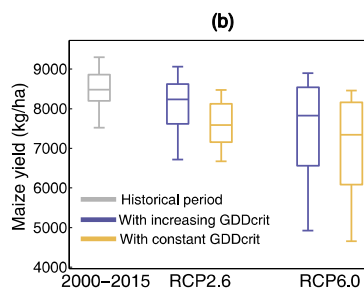 (b)
Maize yield (kg/ha)
9000
8000
7000
6000
5000
4000
Historical period
With increasing GDDcrit
With constant GDDcrit
2000−2015 RCP2.6 RCP6.0